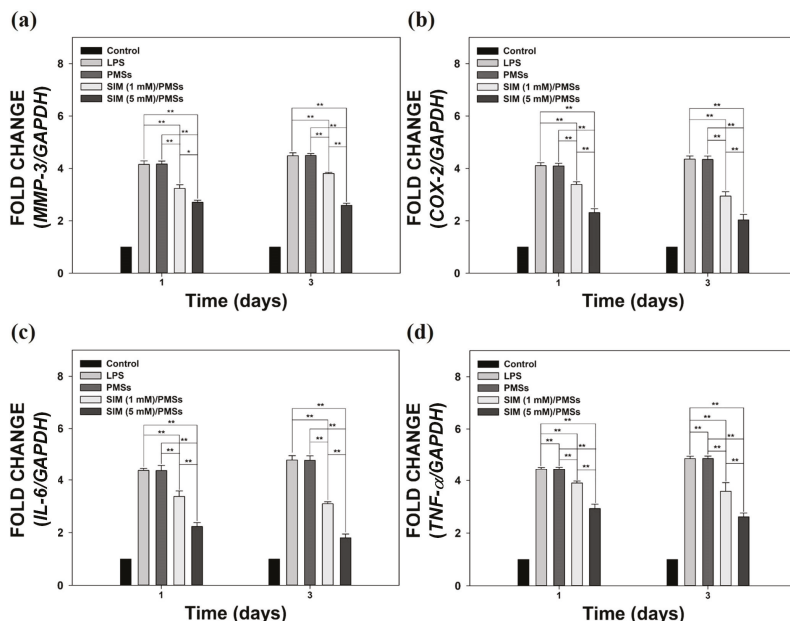 (a)
Control
LPS
PMSs
SIM (1 mM)/PMSs
SIM (5 mM)/PMSs
FOLD CHANGE
(MMP-3/GAPDH)
8
6
4
2
0
**
**
**
**
*
**
**
**
**
**
1
3
Time (days)
(b)
Control
LPS
PMSs
SIM (1 mM)/PMSs
SIM (5 mM)/PMSs
FOLD CHANGE
(COX-2/GAPDH)
8
6
4
2
0
**
**
**
**
**
**
**
**
**
**
1
3
Time (days)
(c)
Control
LPS
PMSs
SIM (1 mM)/PMSs
SIM (5 mM)/PMSs
FOLD CHANGE
(IL-6/GAPDH)
8
6
4
2
0
**
**
**
**
**
**
**
**
**
**
1
3
Time (days)
(d)
Control
LPS
PMSs
SIM (1 mM)/PMSs
SIM (5 mM)/PMSs
FOLD CHANGE
(TNF-α/GAPDH)
8
6
4
2
0
**
**
** **
**
**
**
**
** **
**
**
1
3
Time (days)